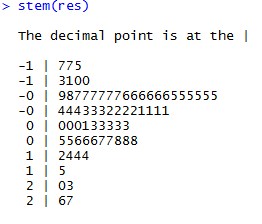 > stem(res)
The decimal point is at the |
-1 | 775
-1 | 3100
-0 | 98777777666666555555
-0 | 44433322221111
0 | 000133333
0 | 5566677888
1 | 2444
1 | 5
2 | 03
2 | 67